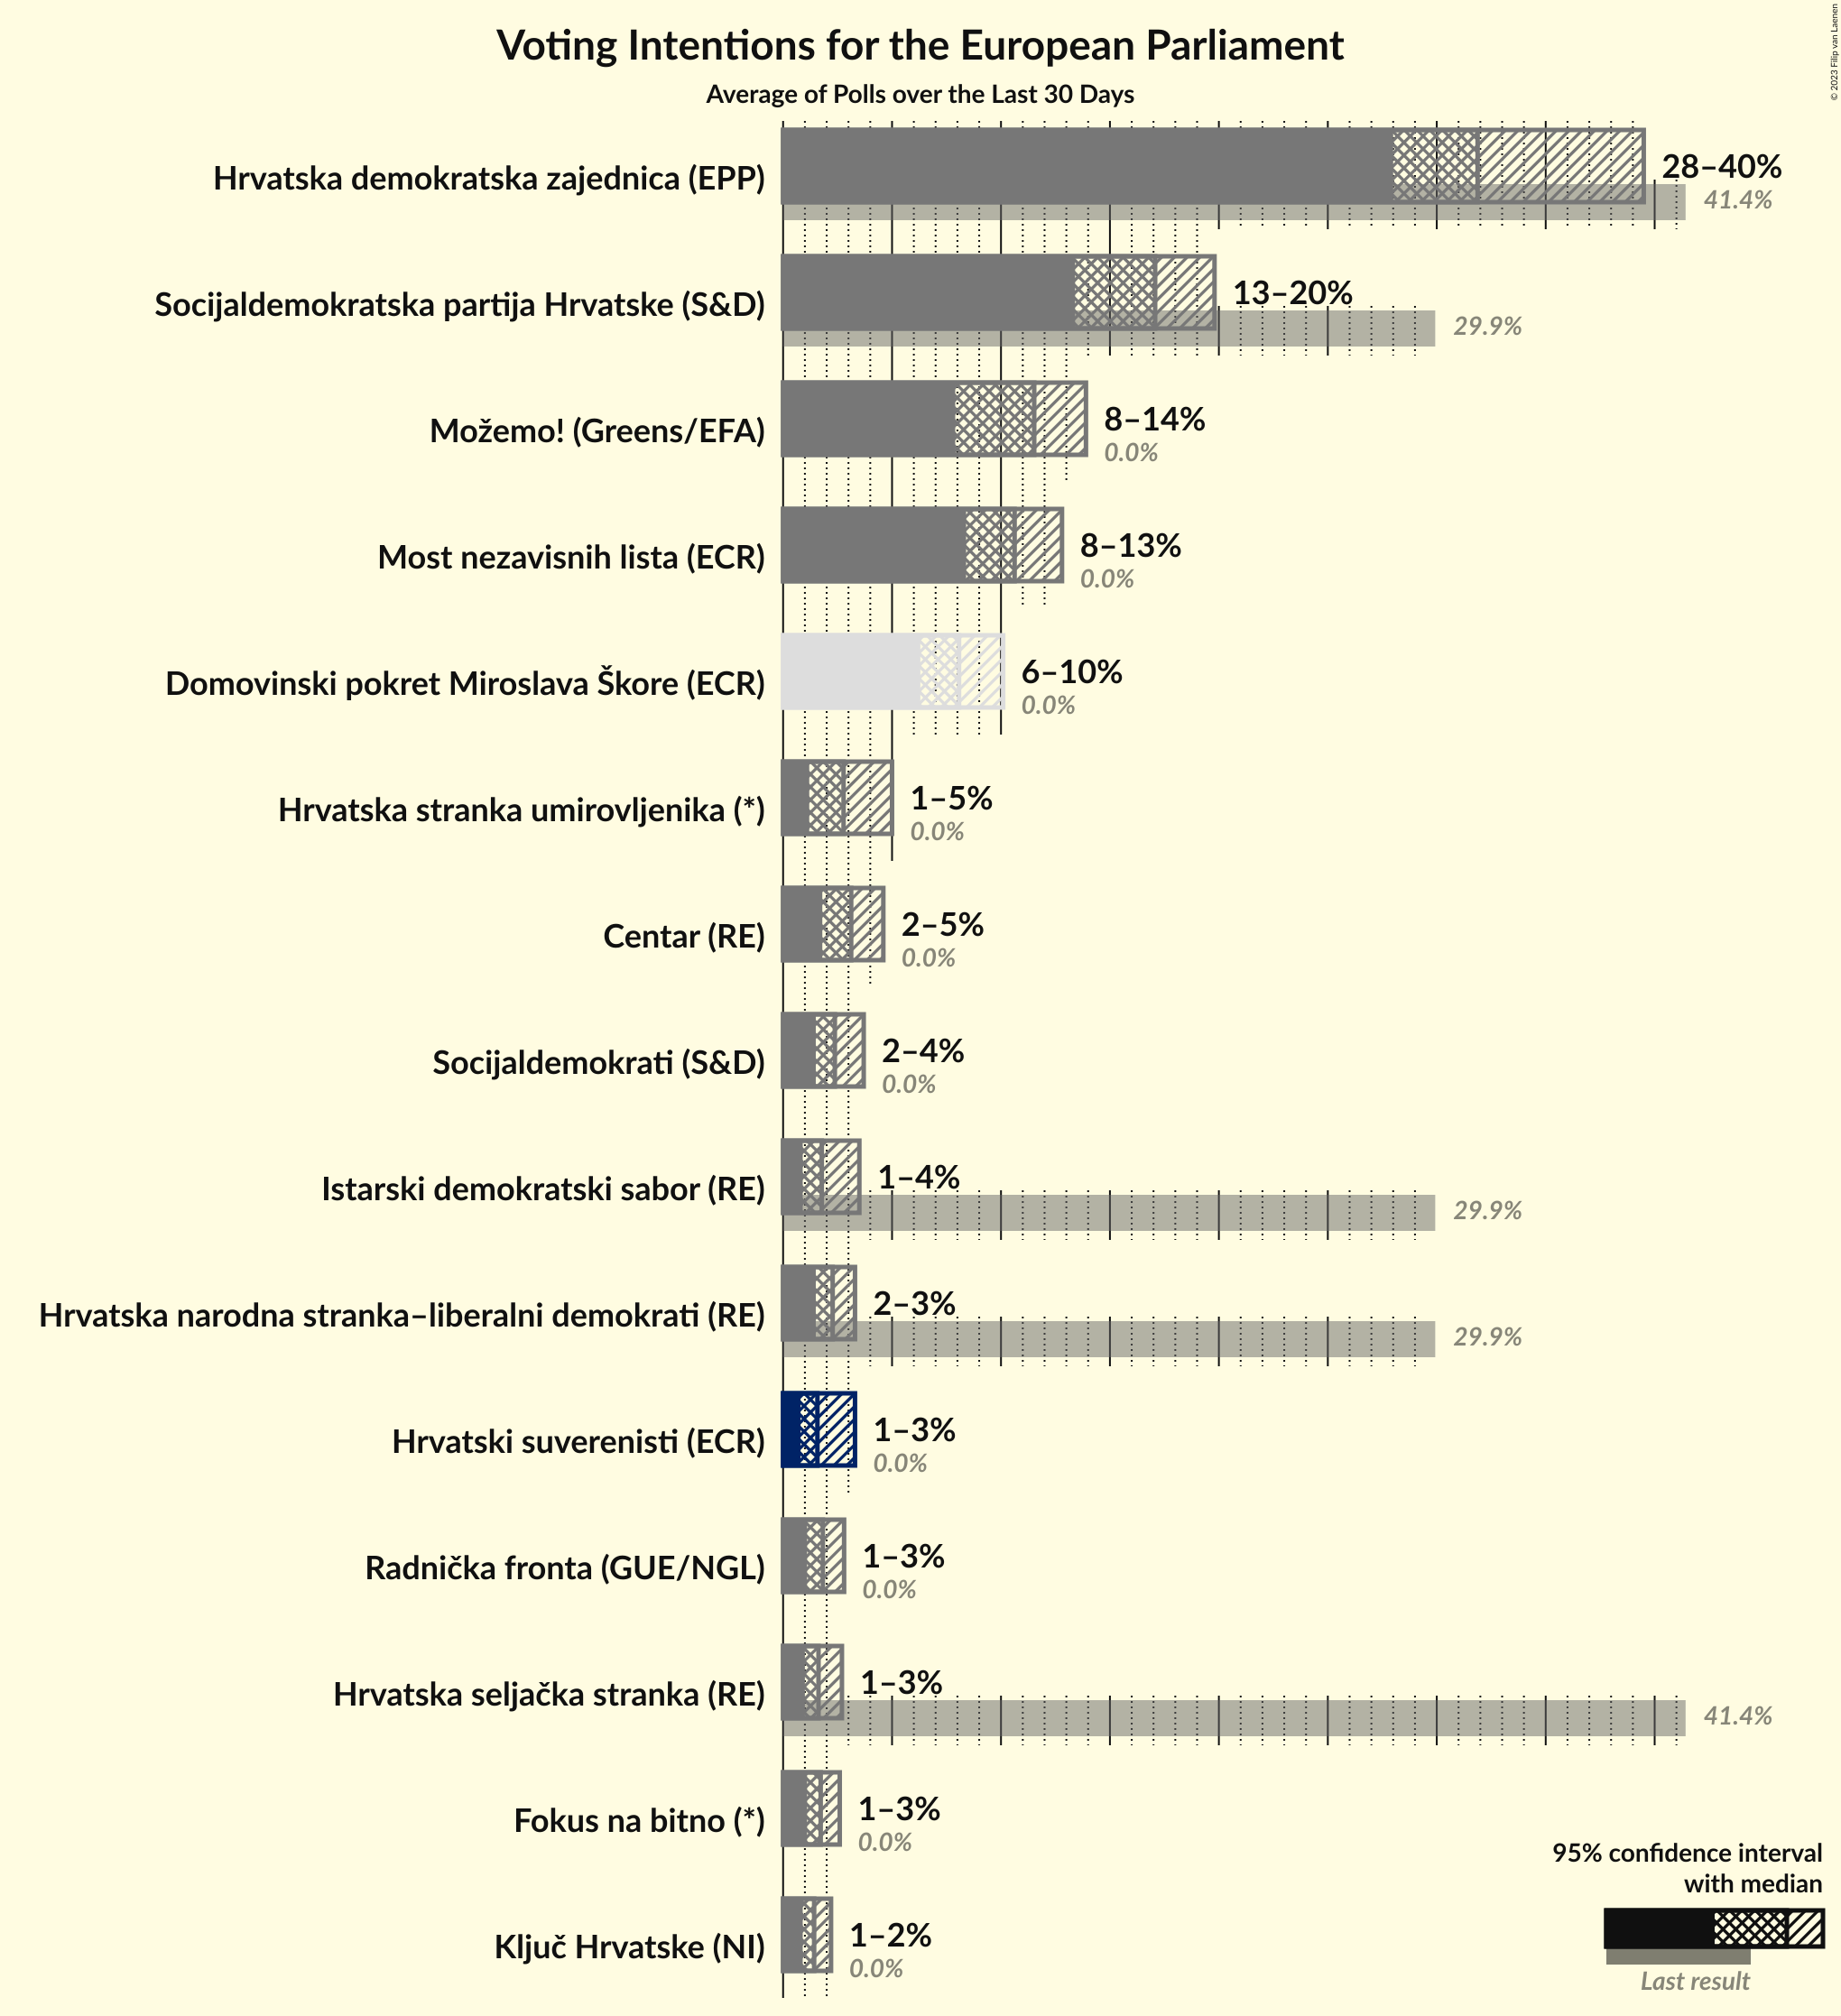 Voting Intentions for the European Parliament
Average of Polls over the Last 30 Days
© 2023 Filip van Laenen
Hrvatska demokratska zajednica (EPP)
28–40%
41.4%
Socijaldemokratska partija Hrvatske (S&D)
13–20%
29.9%
Možemo! (Greens/EFA)
8–14%
0.0%
Most nezavisnih lista (ECR)
8–13%
0.0%
Domovinski pokret Miroslava Škore (ECR)
6–10%
0.0%
Hrvatska stranka umirovljenika (*)
1–5%
0.0%
Centar (RE)
2–5%
0.0%
Socijaldemokrati (S&D)
2–4%
0.0%
Istarski demokratski sabor (RE)
1–4%
29.9%
Hrvatska narodna stranka–liberalni demokrati (RE)
2–3%
29.9%
Hrvatski suverenisti (ECR)
1–3%
0.0%
Radnička fronta (GUE/NGL)
1–3%
0.0%
Hrvatska seljačka stranka (RE)
1–3%
41.4%
Fokus na bitno (*)
1–3%
0.0%
Ključ Hrvatske (NI)
1–2%
0.0%
95% confidence interval
with median
Last result